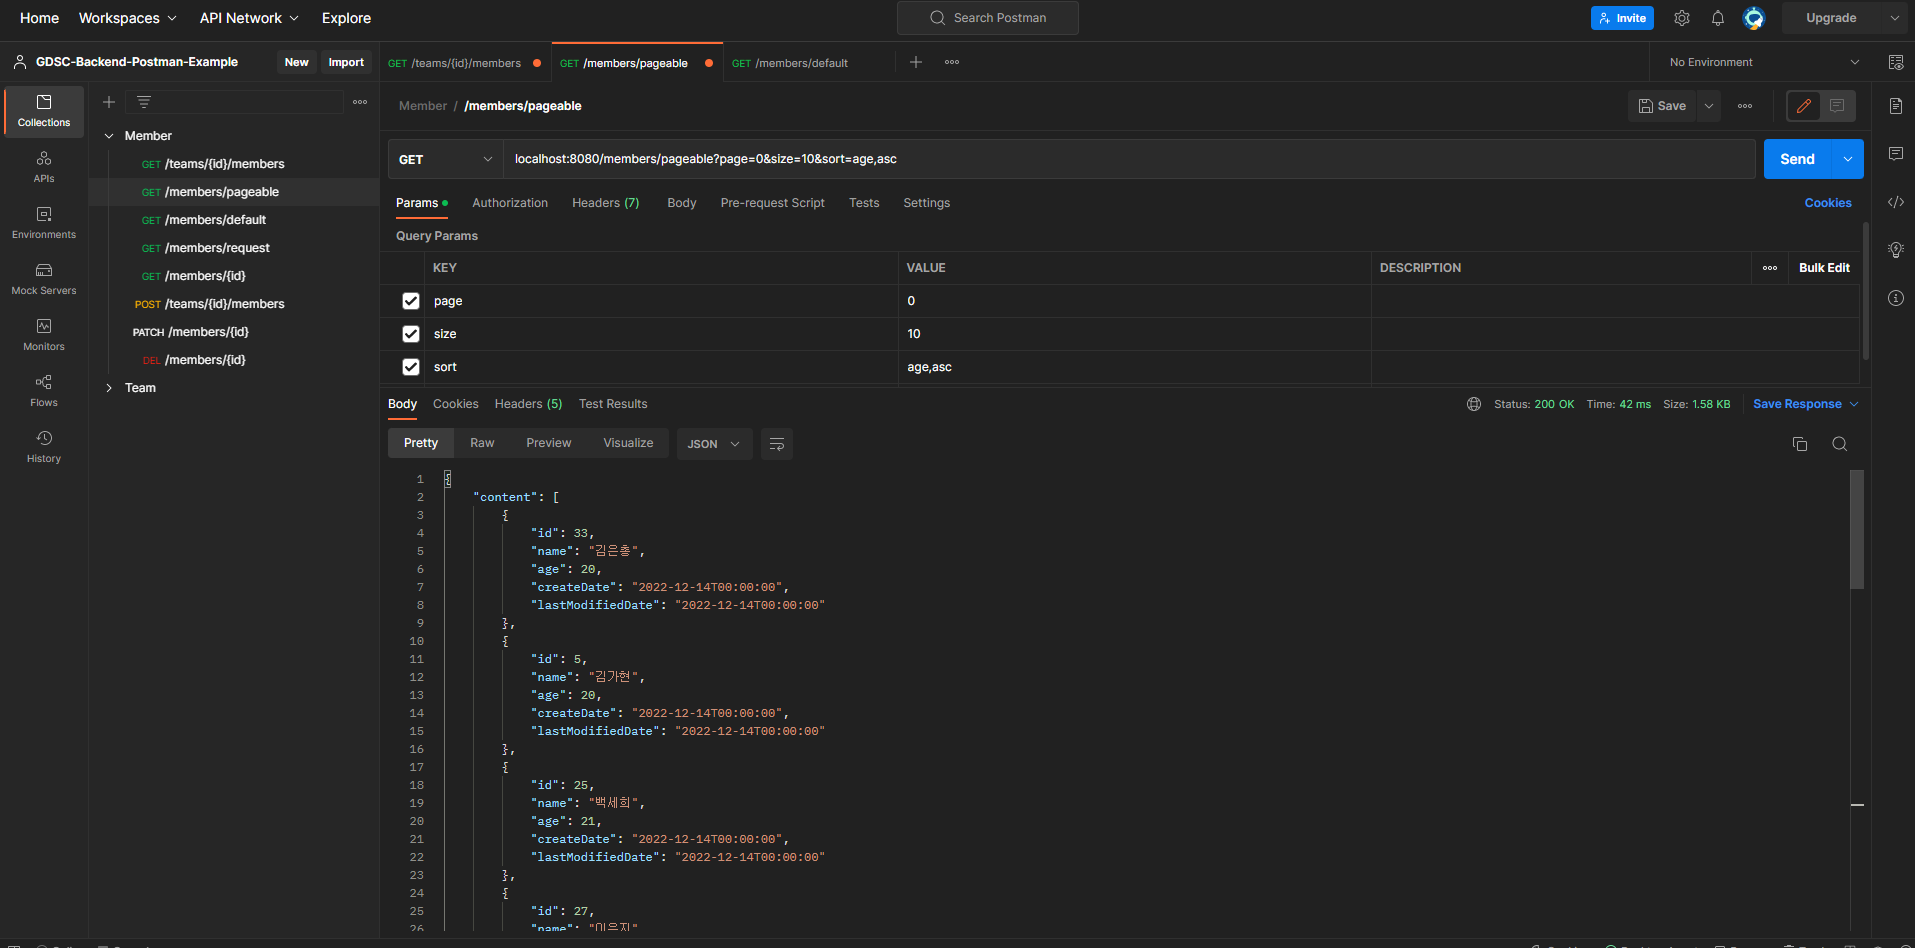 Home Workspaces API Network Explore Search Postman Invite Upgrade
GDSC-Backend-Postman-Example New Import GET /teams/{id}/members GET /members/pageable GET /members/default No Environment
Member / /members/pageable Save
Collections
APIs
Environments
Mock Servers
Monitors
Flows
History
Member
GET /teams/{id}/members
GET /members/pageable
GET /members/default
GET /members/request
GET /members/{id}
POST /teams/{id}/members
PATCH /members/{id}
DEL /members/{id}
Team
GET localhost:8080/members/pageable?page=0&size=10&sort=age,asc Send
Params Authorization Headers (7) Body Pre-request Script Tests Settings Cookies
Query Params
KEY VALUE DESCRIPTION Bulk Edit
page 0
size 10
sort age,asc
Body Cookies Headers (5) Test Results Status: 200 OK Time: 42 ms Size: 1.58 KB Save Response
Pretty Raw Preview Visualize JSON
1 {
2 "content": [
3 {
4 "id": 33,
5 "name": "김은총",
6 "age": 20,
7 "createDate": "2022-12-14T00:00:00",
8 "lastModifiedDate": "2022-12-14T00:00:00"
9 },
10 {
11 "id": 5,
12 "name": "김가현",
13 "age": 20,
14 "createDate": "2022-12-14T00:00:00",
15 "lastModifiedDate": "2022-12-14T00:00:00"
16 },
17 {
18 "id": 25,
19 "name": "백세희",
20 "age": 21,
21 "createDate": "2022-12-14T00:00:00",
22 "lastModifiedDate": "2022-12-14T00:00:00"
23 },
24 {
25 "id": 27,
26 "name":